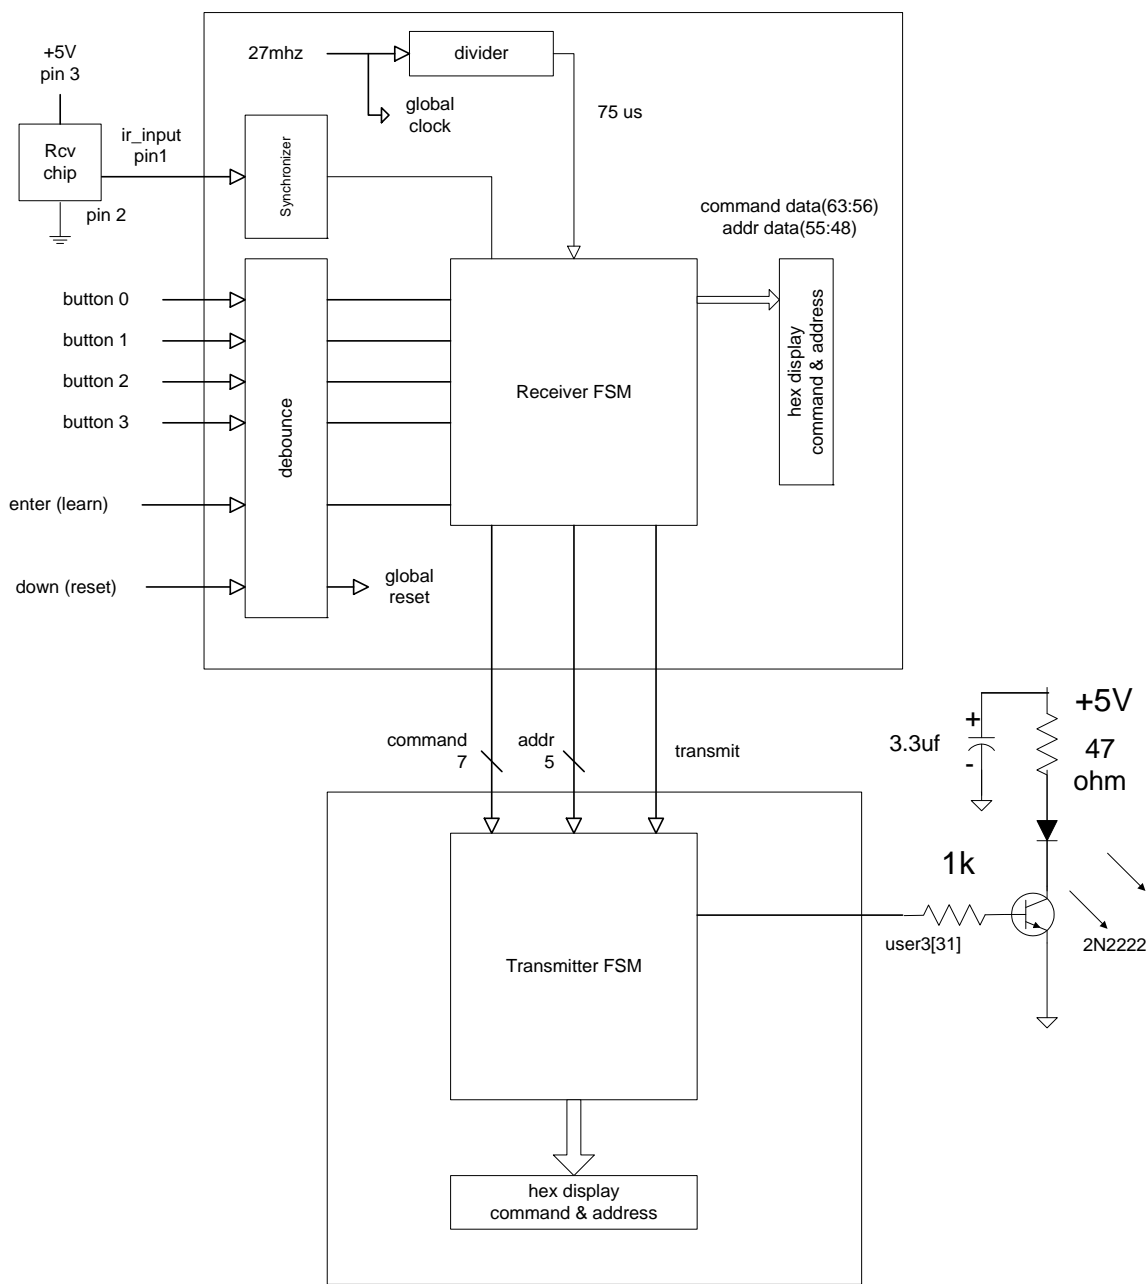 27mhz
divider
+5V
pin 3
global
clock
75 us
ir_input
pin1
Rcv
chip
Synchronizer
pin 2
command data(63:56)
addr data(55:48)
button 0
button 1
button 2
button 3
Receiver FSM
hex display
command & address
debounce
enter (learn)
down (reset)
global
reset
command
7
addr
5
transmit
+5V
+
3.3uf
-
47
ohm
1k
user3[31]
2N2222
Transmitter FSM
hex display
command & address